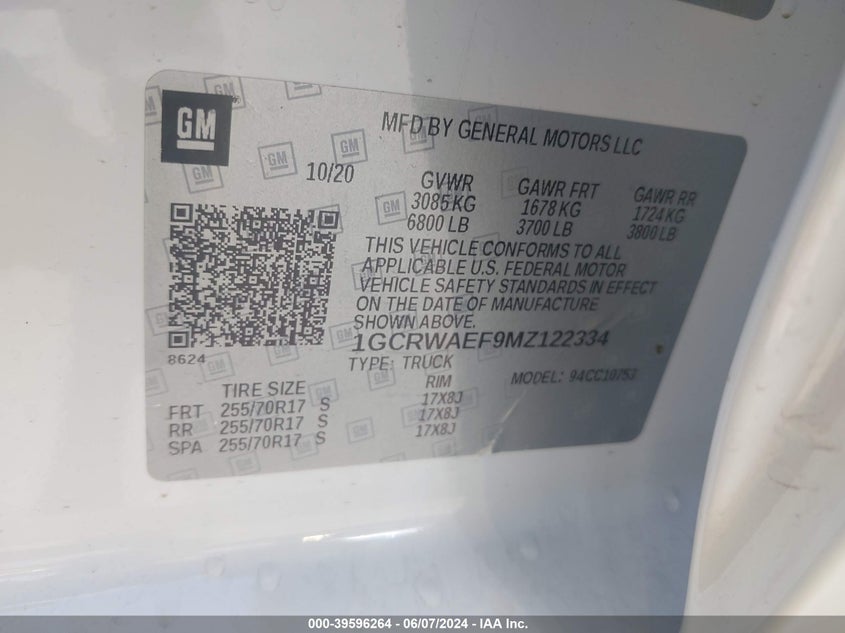 GM
MFD BY GENERAL MOTORS LLC
10/20
GVWR GAWR FRT GAWR RR
3085 KG 1678 KG 1724 KG
6800 LB 3700 LB 3800 LB
THIS VEHICLE CONFORMS TO ALL
APPLICABLE U.S. FEDERAL MOTOR
VEHICLE SAFETY STANDARDS IN EFFECT
ON THE DATE OF MANUFACTURE
SHOWN ABOVE.
1GCRWAEF9MZ122334
8624
TYPE: TRUCK
MODEL: 94CC10753
TIRE SIZE RIM
FRT 255/70R17 S 17X8J
RR 255/70R17 S 17X8J
SPA 255/70R17 S 17X8J
000-39596264 - 06/07/2024 - IAA Inc.